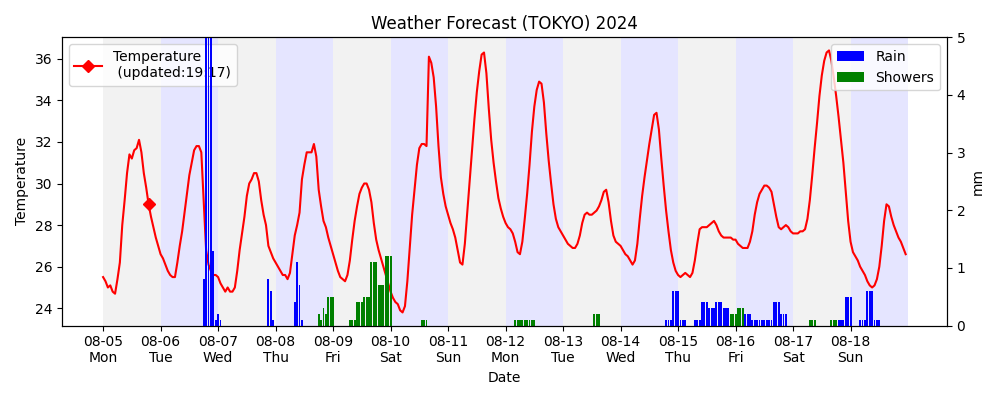 Weather Forecast (TOKYO) 2024
Temperature
(updated:19:17)
Rain
Showers
36
34
32
30
28
26
24
Temperature
5
4
3
2
1
0
mm
08-05 08-06 08-07 08-08 08-09 08-10 08-11 08-12 08-13 08-14 08-15 08-16 08-17 08-18
Mon Tue Wed Thu Fri Sat Sun Mon Tue Wed Thu Fri Sat Sun
Date